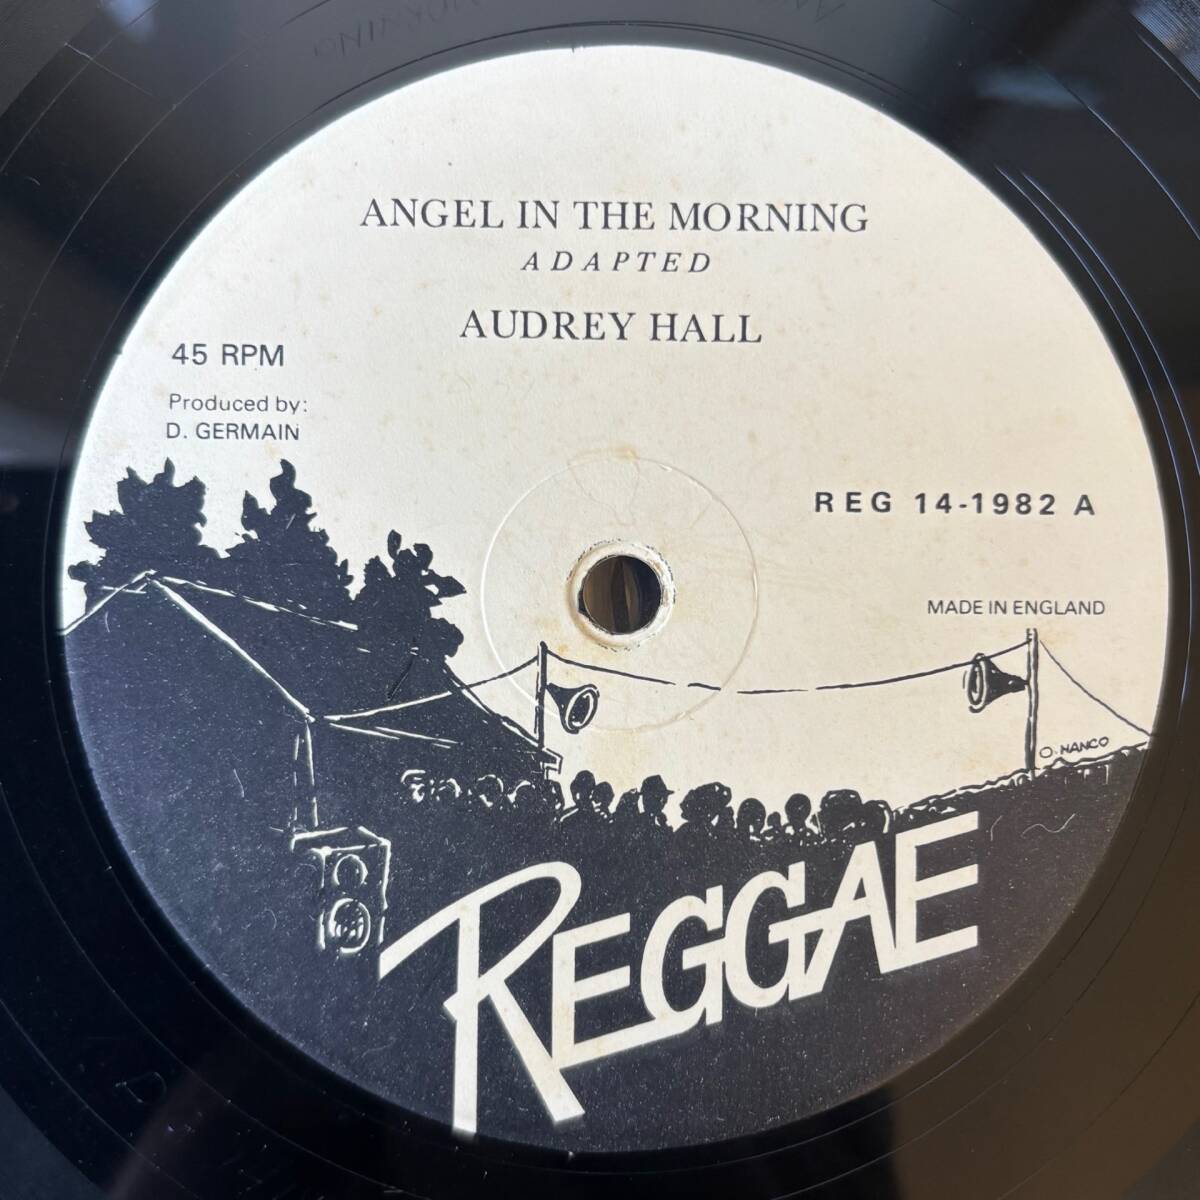 ANGEL IN THE MORNING
ADAPTED
AUDREY HALL
45 RPM
Produced by:
D. GERMAIN
REG 14-1982 A
MADE IN ENGLAND
O. NANCO
REGGAE